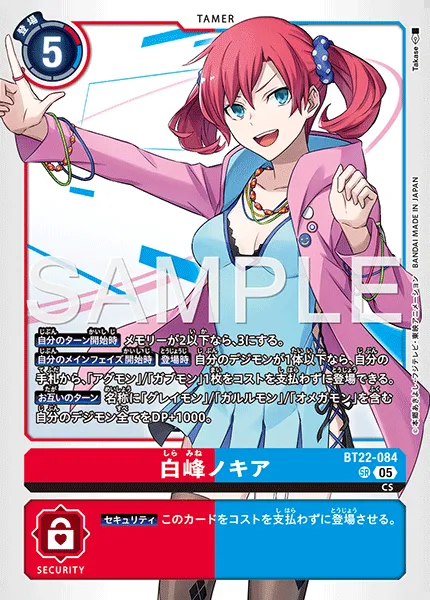 TAMER
登場
5
Takase
SAMPLE
自分のターン開始時 メモリーが2以下なら、3にする。
自分のメインフェイズ開始時 登場時 自分のデジモンが1体以下なら、自分の
手札から、「アグモン」/「ガブモン」1枚をコストを支払わずに登場できる。
お互いのターン 名称に「グレイモン」/「ガルルモン」/「オメガモン」を含む
自分のデジモン全てをDP+1000。
©本郷あきよし・フジテレビ・東映アニメーション BANDAI MADE IN JAPAN
BT22-084
白峰ノキア
SR 05
CS
セキュリティ このカードをコストを支払わずに登場させる。
SECURITY